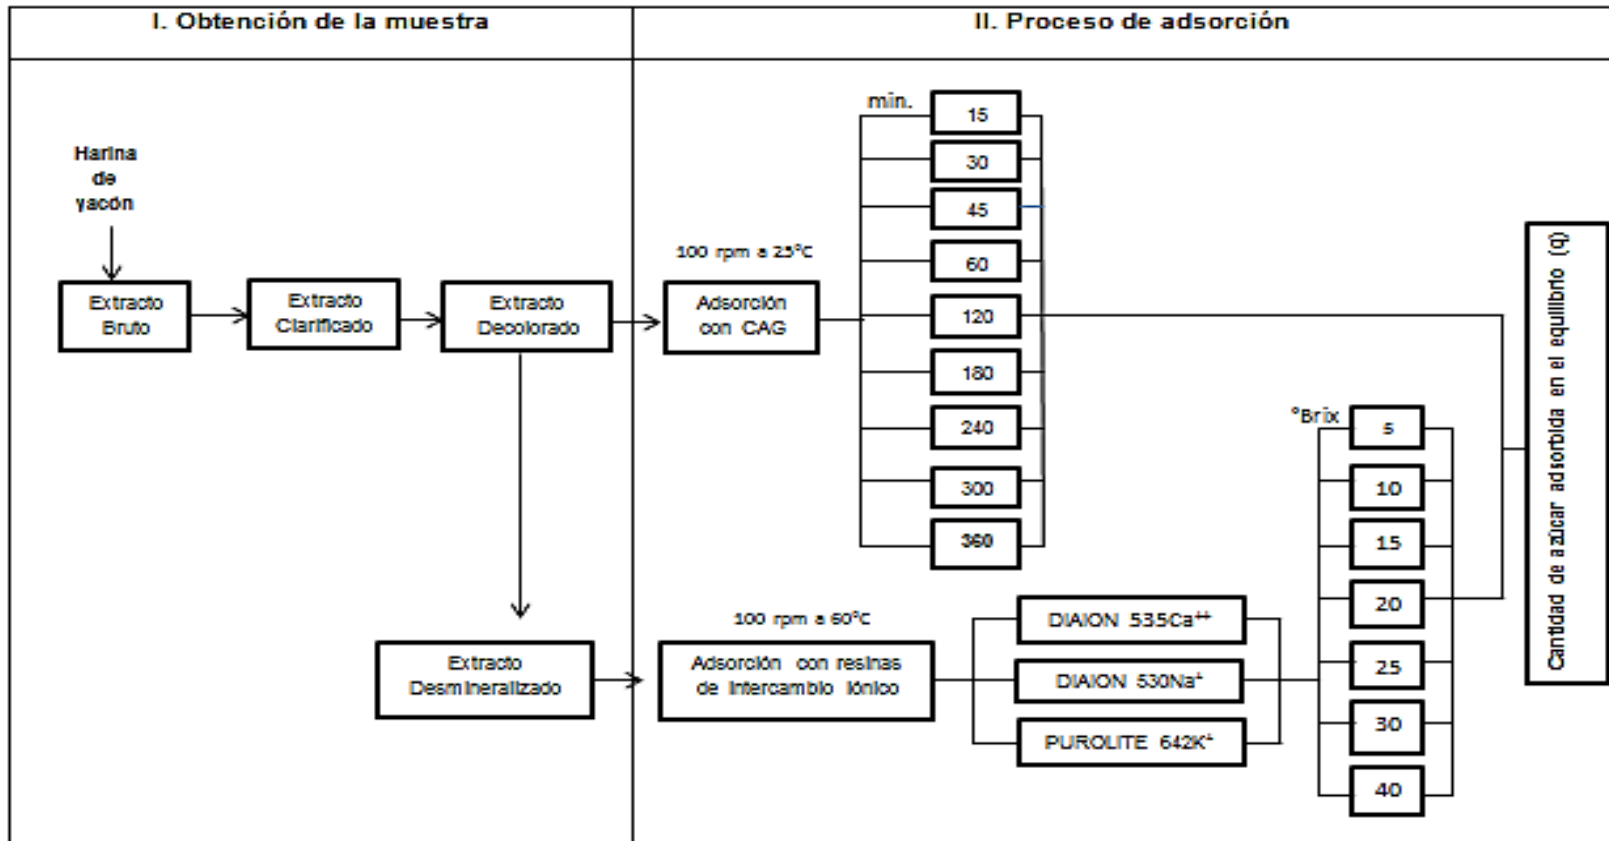 I. Obtención de la muestra
II. Proceso de adsorción
Harina
de
yacón
Extracto
Bruto
Extracto
Clarificado
Extracto
Decolorado
100 rpm a 25°C
Adsorción
con CAG
min.
15
30
45
60
120
180
240
300
360
Extracto
Desmineralizado
100 rpm a 60°C
Adsorción con resinas
de intercambio iónico
DIAION 535Ca⁺⁺
DIAION 530Na⁺
PUROLITE 642K⁺
°Brix
5
10
15
20
25
30
40
Cantidad de azúcar adsorbida en el equilibrio (q)